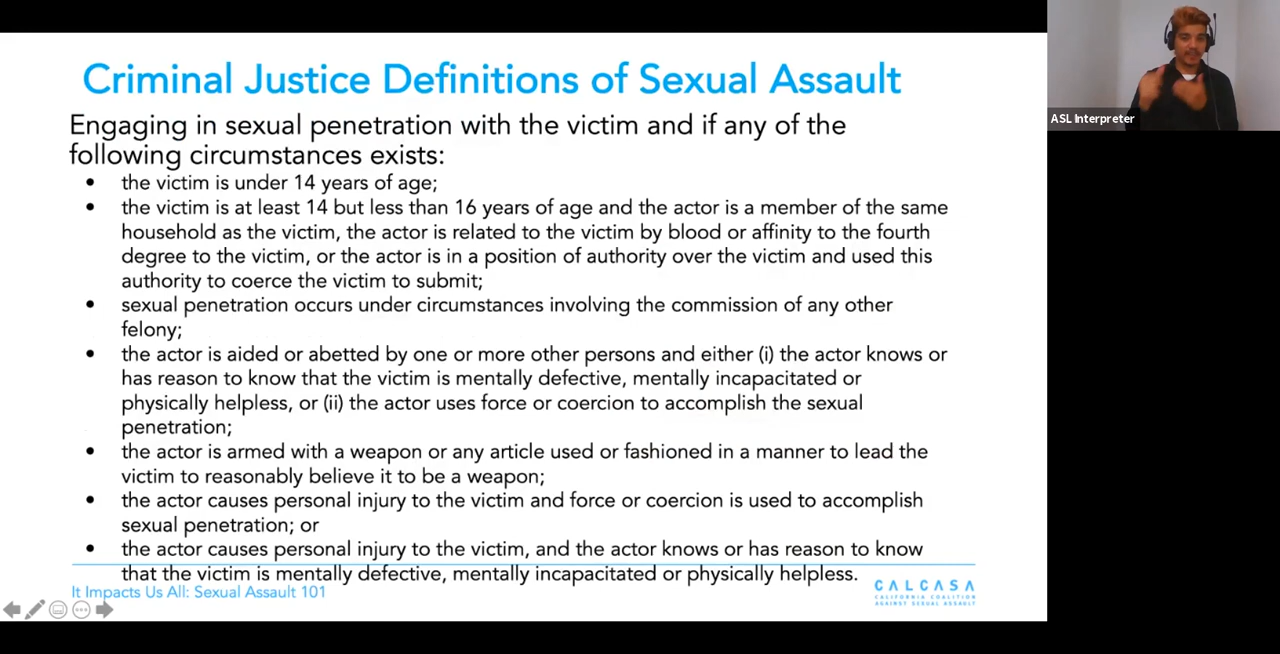 Criminal Justice Definitions of Sexual Assault
Engaging in sexual penetration with the victim and if any of the
following circumstances exists:
• the victim is under 14 years of age;
• the victim is at least 14 but less than 16 years of age and the actor is a member of the same
household as the victim, the actor is related to the victim by blood or affinity to the fourth
degree to the victim, or the actor is in a position of authority over the victim and used this
authority to coerce the victim to submit;
• sexual penetration occurs under circumstances involving the commission of any other
felony;
• the actor is aided or abetted by one or more other persons and either (i) the actor knows or
has reason to know that the victim is mentally defective, mentally incapacitated or
physically helpless, or (ii) the actor uses force or coercion to accomplish the sexual
penetration;
• the actor is armed with a weapon or any article used or fashioned in a manner to lead the
victim to reasonably believe it to be a weapon;
• the actor causes personal injury to the victim and force or coercion is used to accomplish
sexual penetration; or
• the actor causes personal injury to the victim, and the actor knows or has reason to know
that the victim is mentally defective, mentally incapacitated or physically helpless.
It Impacts Us All: Sexual Assault 101
CALCASA
CALIFORNIA COALITION
AGAINST SEXUAL ASSAULT
ASL Interpreter